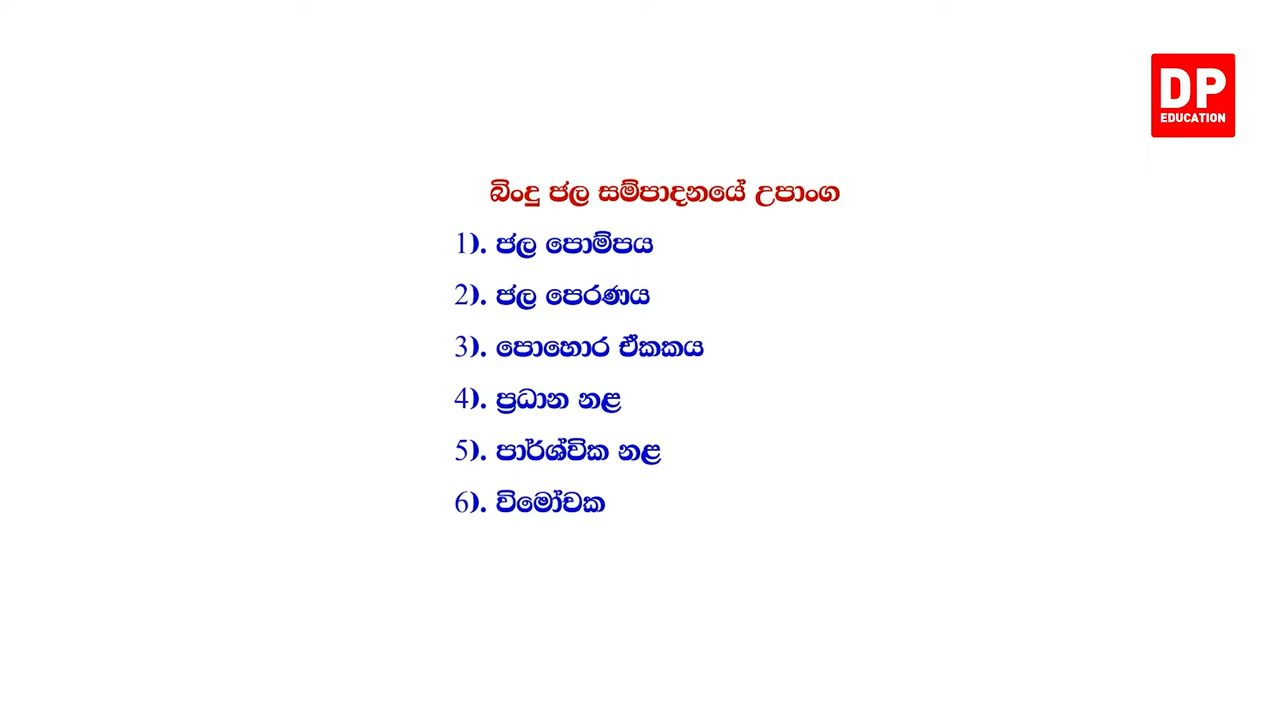 DP
EDUCATION
බිංදු ජල සම්පාදනයේ උපාංග
1). ජල පොම්පය
2). ජල පෙරණය
3). පොහොර ඒකකය
4). ප්‍රධාන නළ
5). පාර්ශ්වික නළ
6). විමෝචක